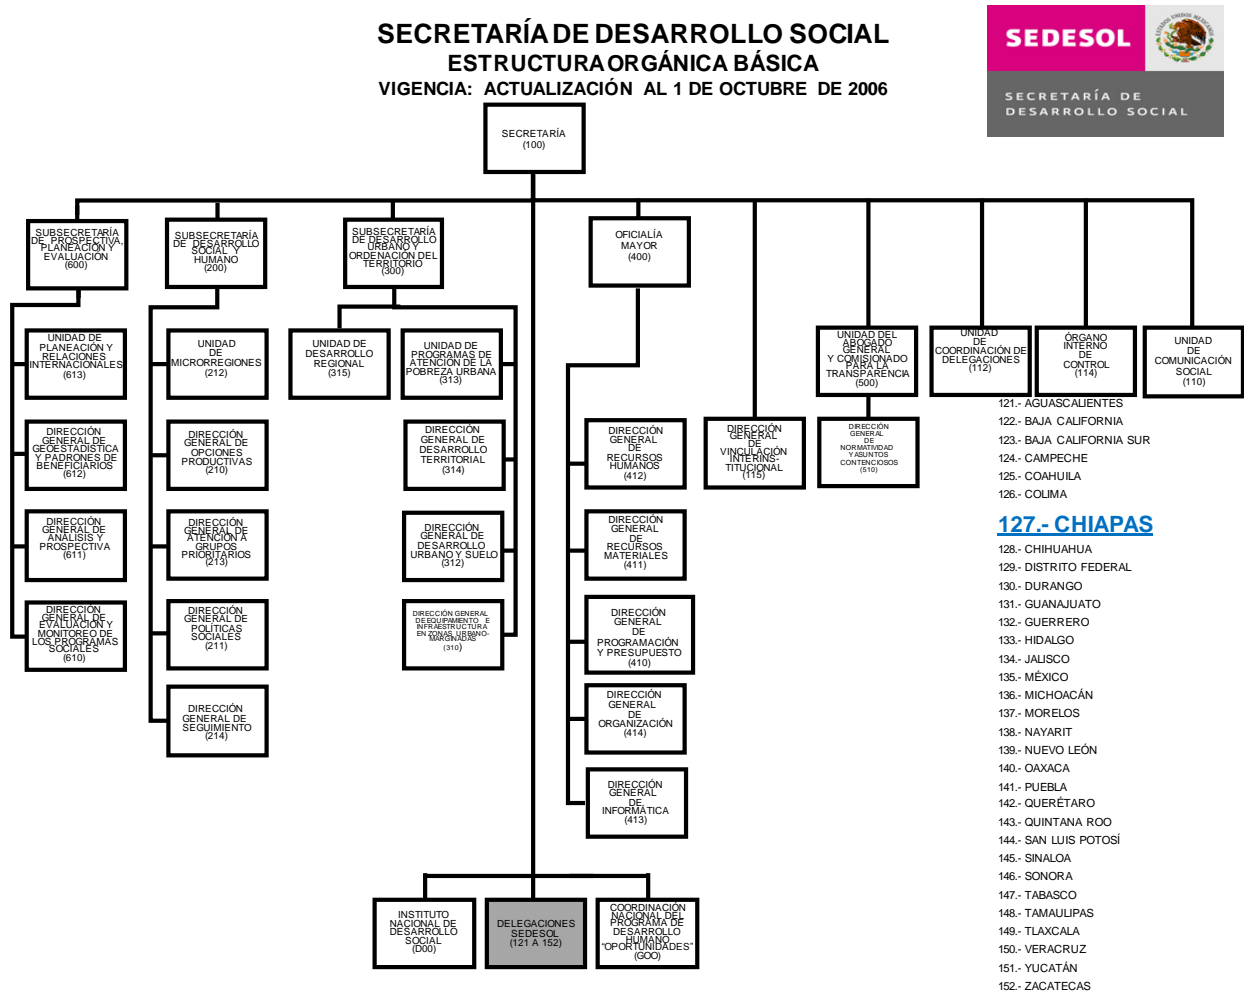 SECRETARÍA DE DESARROLLO SOCIAL
ESTRUCTURA ORGÁNICA BÁSICA
VIGENCIA: ACTUALIZACIÓN AL 1 DE OCTUBRE DE 2006
SEDESOL
ESTADOS UNIDOS MEXICANOS
SECRETARÍA DE
DESARROLLO SOCIAL
SECRETARÍA
(100)
SUBSECRETARÍA
DE PROSPECTIVA,
PLANEACIÓN Y
EVALUACIÓN
(600)
SUBSECRETARÍA
DE DESARROLLO
SOCIAL Y
HUMANO
(200)
SUBSECRETARÍA
DE DESARROLLO
URBANO Y
ORDENACIÓN DEL
TERRITORIO
(300)
OFICIALÍA
MAYOR
(400)
UNIDAD DE
PLANEACIÓN Y
RELACIONES
INTERNACIONALES
(613)
UNIDAD
DE
MICRORREGIONES
(212)
UNIDAD DE
DESARROLLO
REGIONAL
(315)
UNIDAD DE
PROGRAMAS DE
ATENCIÓN DE LA
POBREZA URBANA
(313)
UNIDAD DEL
ABOGADO
GENERAL
Y COMISIONADO
PARA LA
TRANSPARENCIA
(500)
UNIDAD
DE
COORDINACIÓN DE
DELEGACIONES
(112)
ÓRGANO
INTERNO
DE
CONTROL
(114)
UNIDAD
DE
COMUNICACIÓN
SOCIAL
(110)
DIRECCIÓN
GENERAL DE
GEOESTADÍSTICA
Y PADRONES DE
BENEFICIARIOS
(612)
DIRECCIÓN
GENERAL DE
OPCIONES
PRODUCTIVAS
(210)
DIRECCIÓN
GENERAL DE
DESARROLLO
TERRITORIAL
(314)
DIRECCIÓN
GENERAL
DE
RECURSOS
HUMANOS
(412)
DIRECCIÓN
GENERAL
DE
VINCULACIÓN
INTERINS-
TITUCIONAL
(115)
DIRECCIÓN
GENERAL
DE
NORMATIVIDAD
Y ASUNTOS
CONTENCIOSOS
(510)
DIRECCIÓN
GENERAL DE
ANÁLISIS Y
PROSPECTIVA
(611)
DIRECCIÓN
GENERAL DE
ATENCIÓN A
GRUPOS
PRIORITARIOS
(213)
DIRECCIÓN
GENERAL DE
DESARROLLO
URBANO Y SUELO
(312)
DIRECCIÓN
GENERAL
DE
RECURSOS
MATERIALES
(411)
DIRECCIÓN
GENERAL DE
EVALUACIÓN Y
MONITOREO DE
LOS PROGRAMAS
SOCIALES
(610)
DIRECCIÓN
GENERAL DE
POLÍTICAS
SOCIALES
(211)
DIRECCIÓN GENERAL
DE EQUIPAMIENTO E
INFRAESTRUCTURA
EN ZONAS URBANO-
MARGINADAS
(310)
DIRECCIÓN
GENERAL
DE
PROGRAMACIÓN
Y PRESUPUESTO
(410)
DIRECCIÓN
GENERAL DE
SEGUIMIENTO
(214)
DIRECCIÓN
GENERAL
DE
ORGANIZACIÓN
(414)
DIRECCIÓN
GENERAL
DE
INFORMÁTICA
(413)
INSTITUTO
NACIONAL DE
DESARROLLO
SOCIAL
(D00)
DELEGACIONES
SEDESOL
(121 A 152)
COORDINACIÓN
NACIONAL DEL
PROGRAMA DE
DESARROLLO
HUMANO
"OPORTUNIDADES"
(GOO)
121.- AGUASCALIENTES
122.- BAJA CALIFORNIA
123.- BAJA CALIFORNIA SUR
124.- CAMPECHE
125.- COAHUILA
126.- COLIMA
127.- CHIAPAS
128.- CHIHUAHUA
129.- DISTRITO FEDERAL
130.- DURANGO
131.- GUANAJUATO
132.- GUERRERO
133.- HIDALGO
134.- JALISCO
135.- MÉXICO
136.- MICHOACÁN
137.- MORELOS
138.- NAYARIT
139.- NUEVO LEÓN
140.- OAXACA
141.- PUEBLA
142.- QUERÉTARO
143.- QUINTANA ROO
144.- SAN LUIS POTOSÍ
145.- SINALOA
146.- SONORA
147.- TABASCO
148.- TAMAULIPAS
149.- TLAXCALA
150.- VERACRUZ
151.- YUCATÁN
152.- ZACATECAS